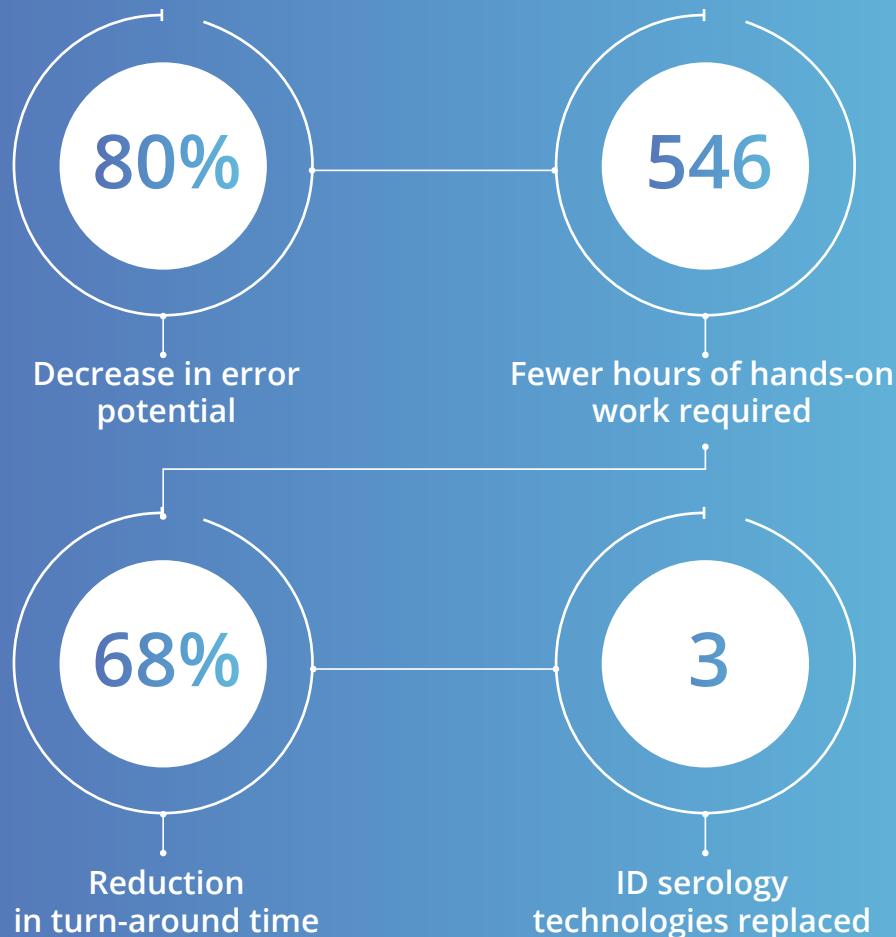 80%
Decrease in error
potential
546
Fewer hours of hands-on
work required
68%
Reduction
in turn-around time
3
ID serology
technologies replaced